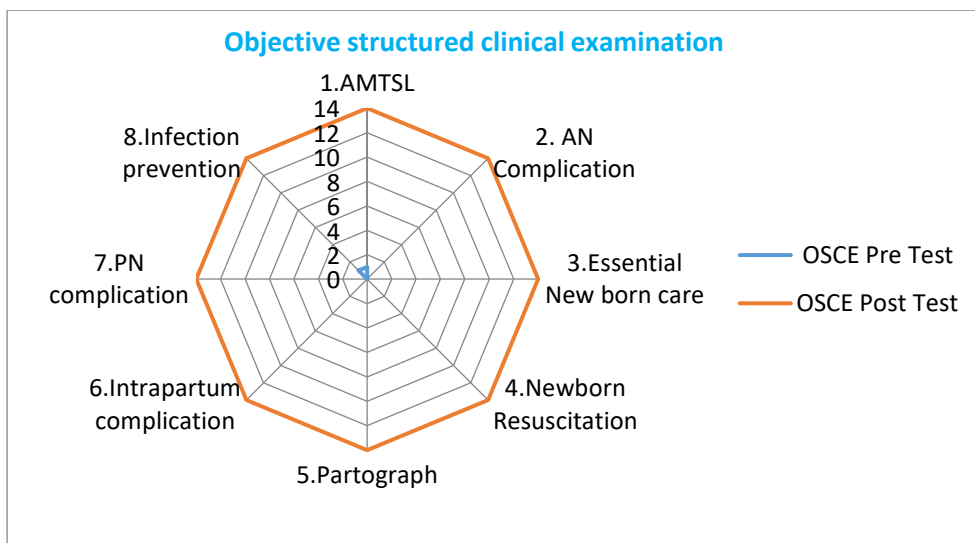 Objective structured clinical examination
1.AMTSL
14
12
10
8
6
4
2
0
2. AN
Complication
3.Essential
New born care
4.Newborn
Resuscitation
5.Partograph
6.Intrapartum
complication
7.PN
complication
8.Infection
prevention
OSCE Pre Test
OSCE Post Test